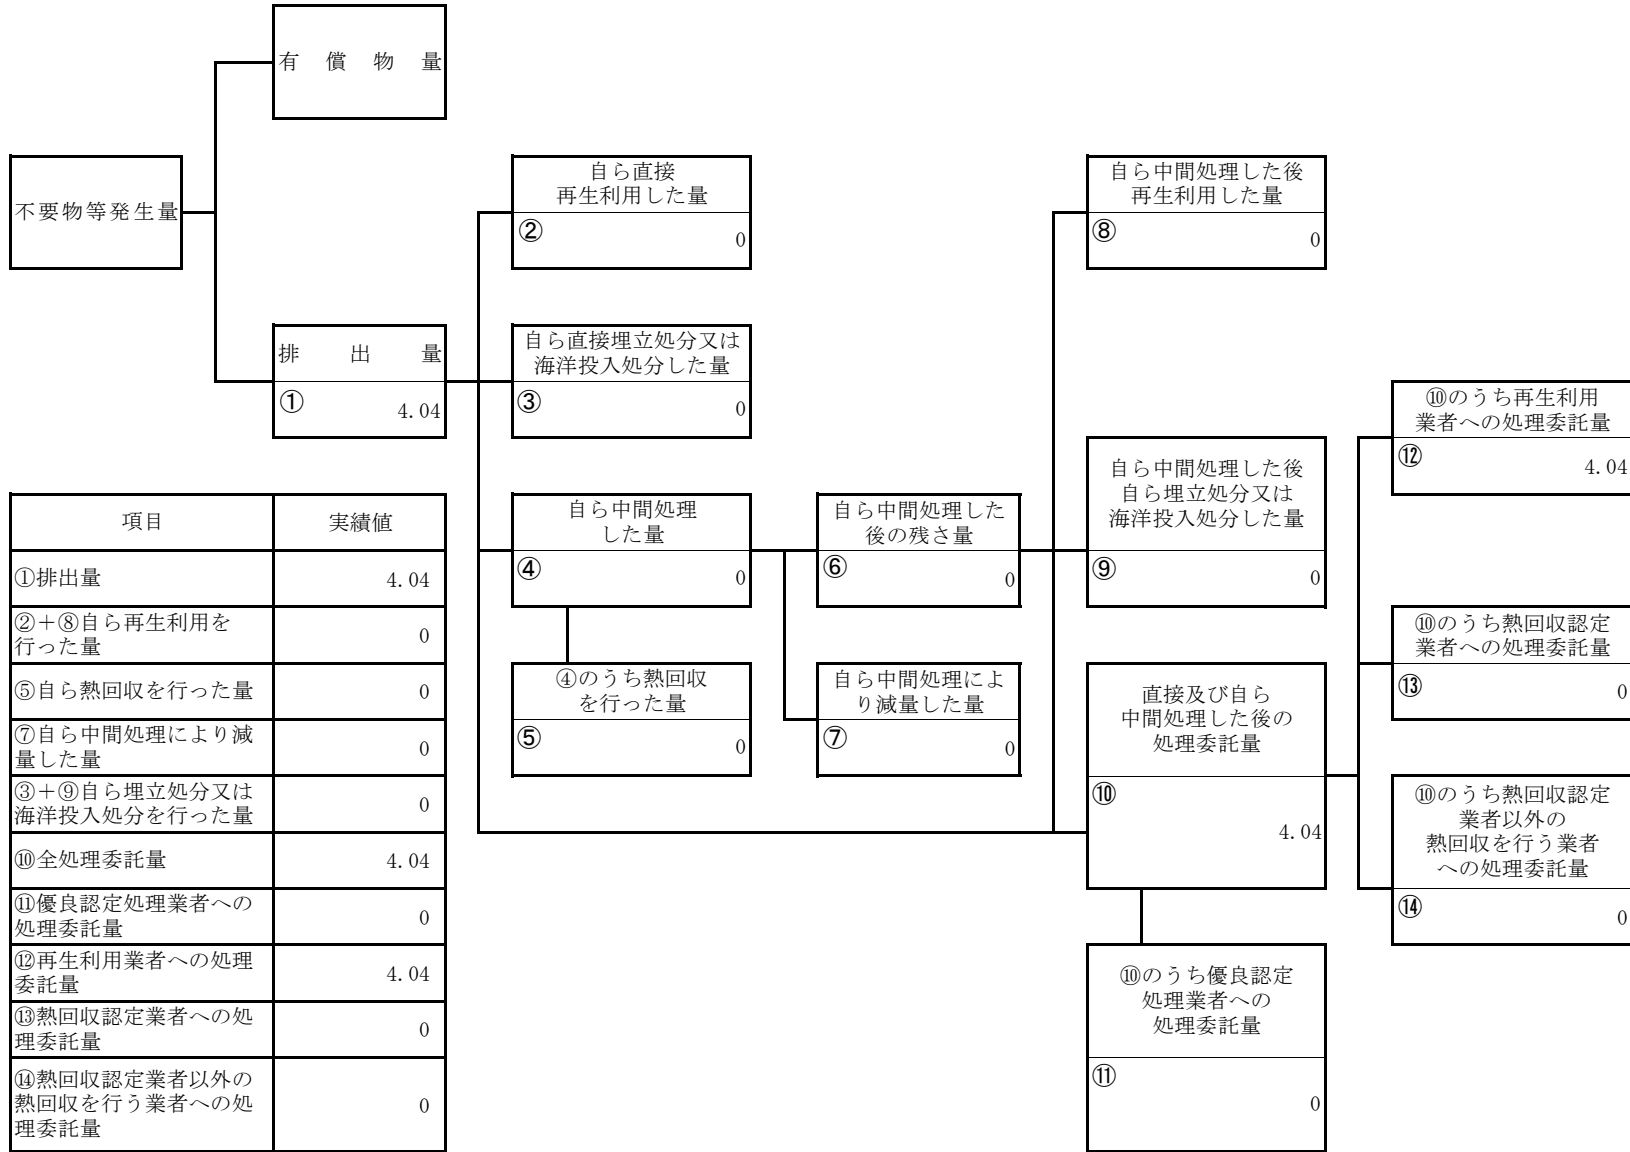 有償物量
不要物等発生量
排出量
①
4.04
自ら直接
再生利用した量
②
0
自ら直接埋立処分又は
海洋投入処分した量
③
0
自ら中間処理
した量
④
0
④のうち熱回収
を行った量
⑤
0
自ら中間処理した
後の残さ量
⑥
0
自ら中間処理によ
り減量した量
⑦
0
自ら中間処理した後
再生利用した量
⑧
0
自ら中間処理した後
自ら埋立処分又は
海洋投入処分した量
⑨
0
直接及び自ら
中間処理した後の
処理委託量
⑩
4.04
⑩のうち優良認定
処理業者への
処理委託量
⑪
0
⑩のうち再生利用
業者への処理委託量
⑫
4.04
⑩のうち熱回収認定
業者への処理委託量
⑬
0
⑩のうち熱回収認定
業者以外の
熱回収を行う業者
への処理委託量
⑭
0
項目 実績値
①排出量 4.04
②＋⑧自ら再生利用を
行った量 0
⑤自ら熱回収を行った量 0
⑦自ら中間処理により減
量した量 0
③＋⑨自ら埋立処分又は
海洋投入処分を行った量 0
⑩全処理委託量 4.04
⑪優良認定処理業者への
処理委託量 0
⑫再生利用業者への処理
委託量 4.04
⑬熱回収認定業者への処
理委託量 0
⑭熱回収認定業者以外の
熱回収を行う業者への処
理委託量 0